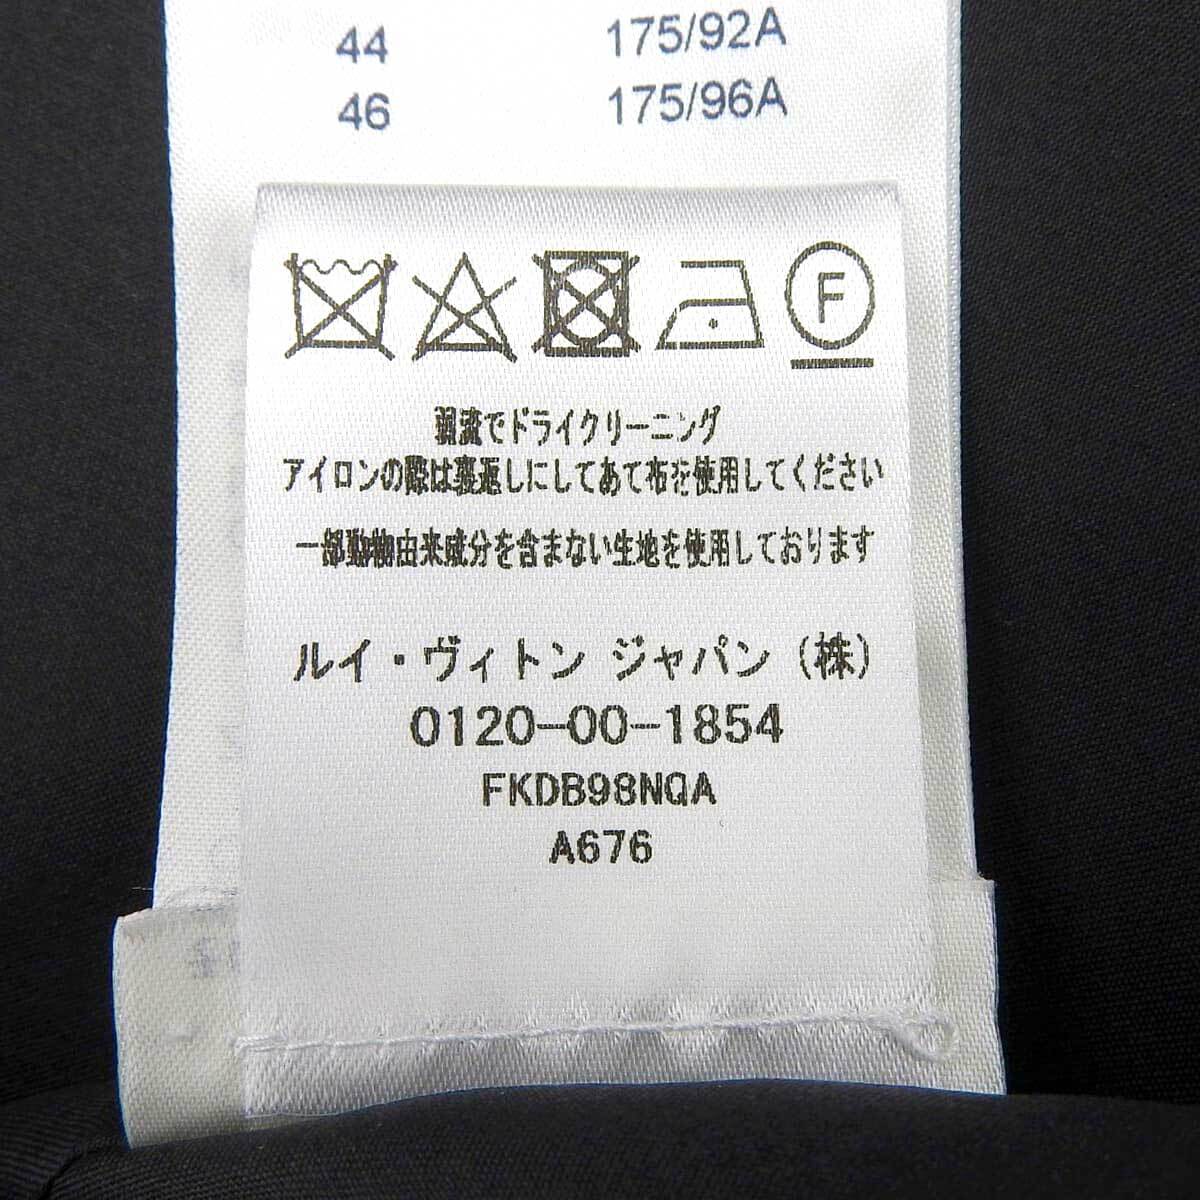 44 175/92A
46 175/96A
F
弱流でドライクリーニング
アイロンの際は裏返しにしてあて布を使用してください
一部動物由来成分を含まない生地を使用しております
ルイ・ヴィトン ジャパン (株)
0120-00-1854
FKDB98NQA
A676